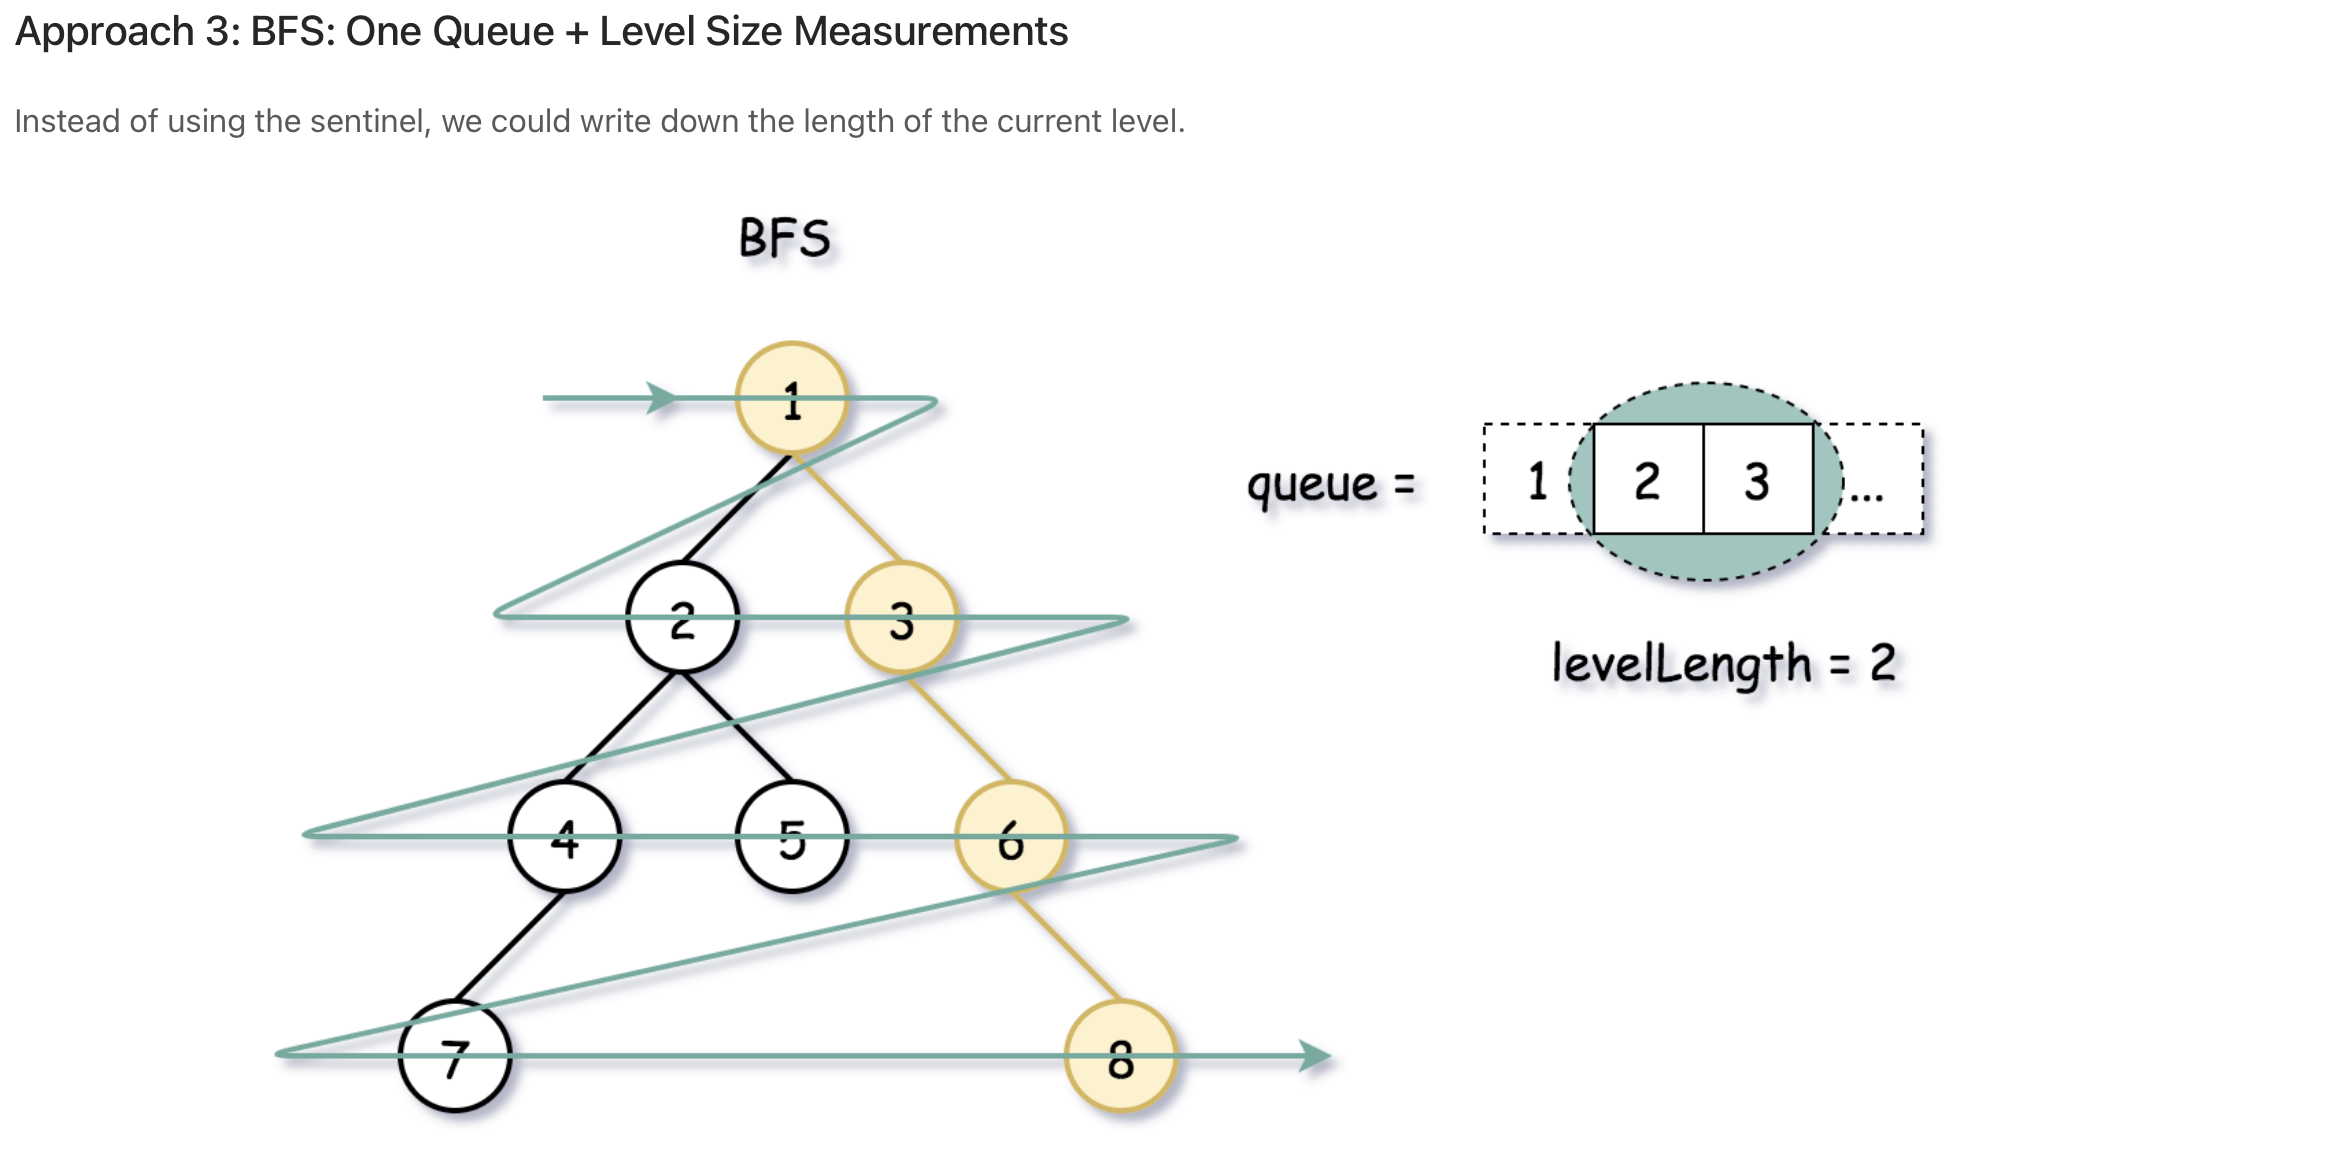 Approach 3: BFS: One Queue + Level Size Measurements
Instead of using the sentinel, we could write down the length of the current level.
BFS
1
2 3
4 5 6
7 8
queue = 1 2 3 ...
levelLength = 2